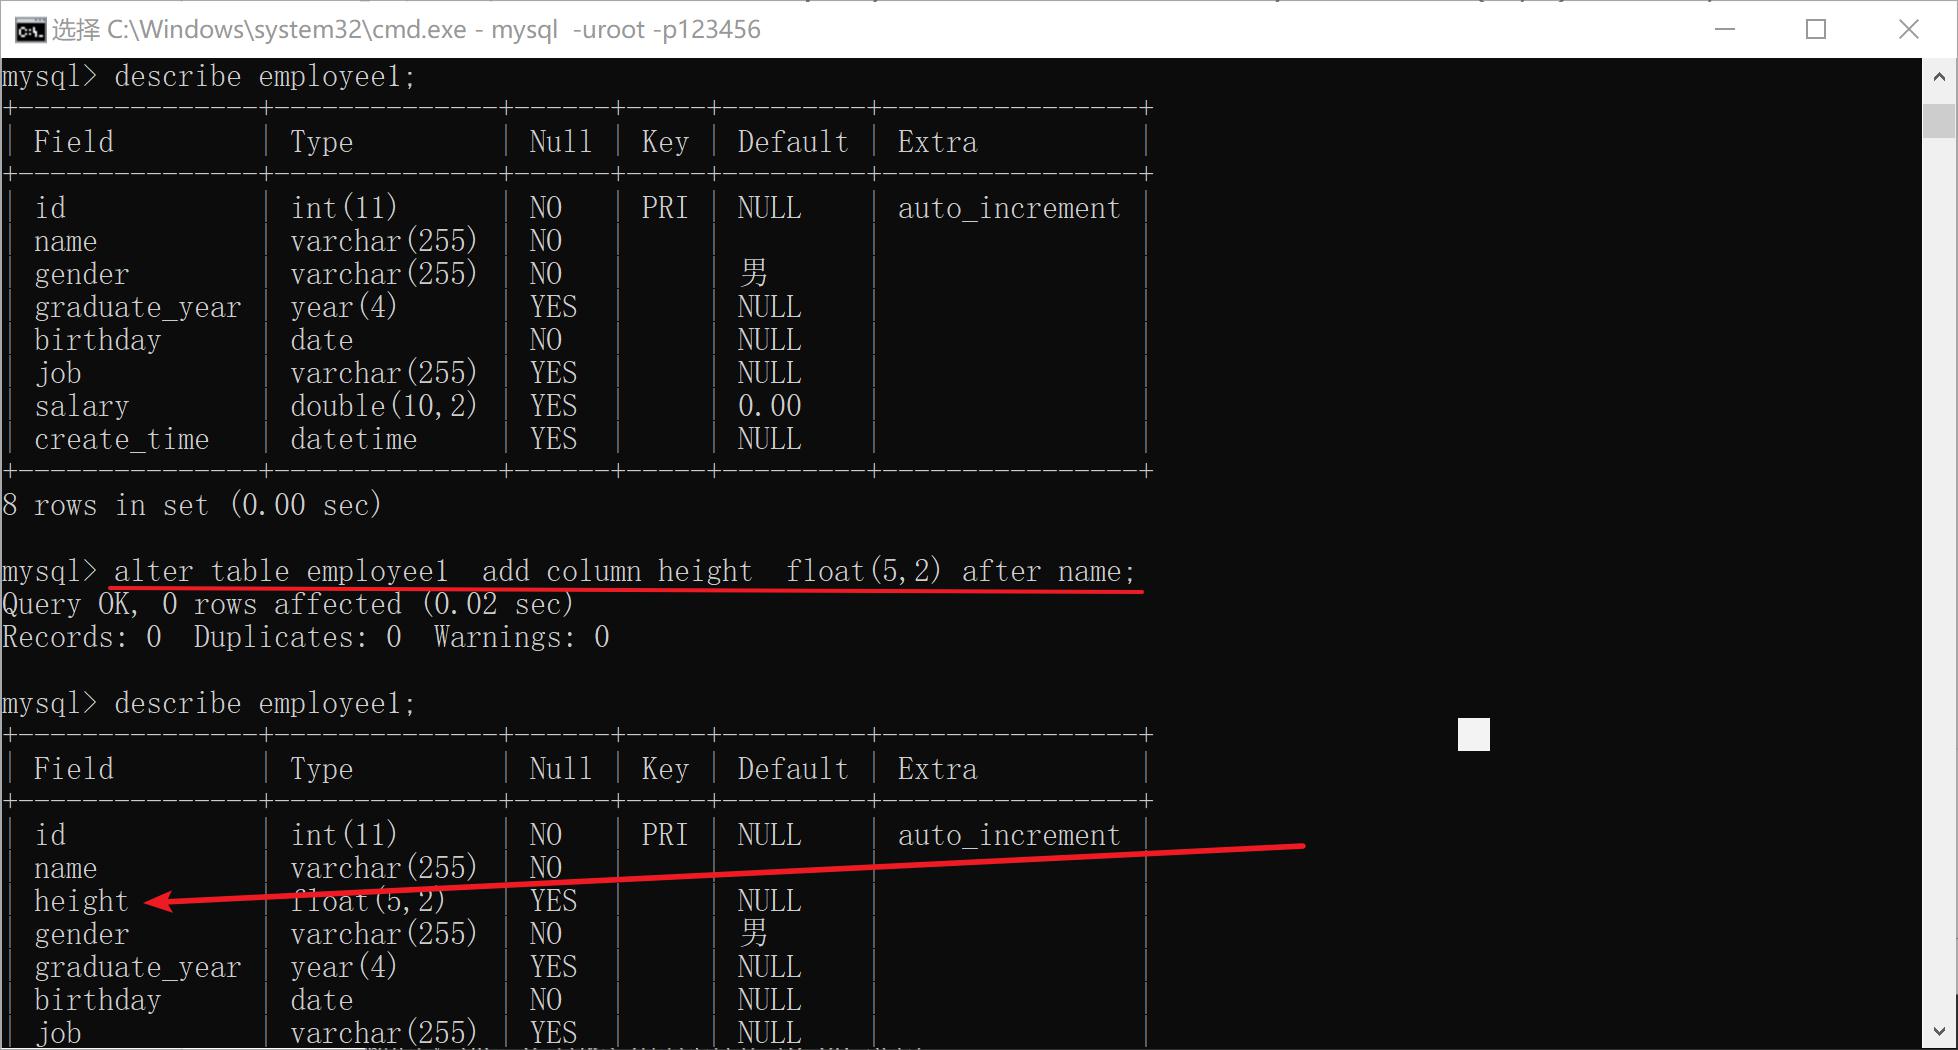 选择 C:\Windows\system32\cmd.exe - mysql  -uroot -p123456
mysql> describe employee1;
+---------------+--------------+------+-----+---------+----------------+
| Field         | Type         | Null | Key | Default | Extra          |
+---------------+--------------+------+-----+---------+----------------+
| id            | int(11)      | NO   | PRI | NULL    | auto_increment |
| name          | varchar(255) | NO   |     |         |                |
| gender        | varchar(255) | NO   |     | 男      |                |
| graduate_year | year(4)      | YES  |     | NULL    |                |
| birthday      | date         | NO   |     | NULL    |                |
| job           | varchar(255) | YES  |     | NULL    |                |
| salary        | double(10,2) | YES  |     | 0.00    |                |
| create_time   | datetime     | YES  |     | NULL    |                |
+---------------+--------------+------+-----+---------+----------------+
8 rows in set (0.00 sec)
mysql> alter table employee1  add column height  float(5,2) after name;
Query OK, 0 rows affected (0.02 sec)
Records: 0  Duplicates: 0  Warnings: 0
mysql> describe employee1;
+---------------+--------------+------+-----+---------+----------------+
| Field         | Type         | Null | Key | Default | Extra          |
+---------------+--------------+------+-----+---------+----------------+
| id            | int(11)      | NO   | PRI | NULL    | auto_increment |
| name          | varchar(255) | NO   |     |         |                |
| height        | float(5,2)   | YES  |     | NULL    |                |
| gender        | varchar(255) | NO   |     | 男      |                |
| graduate_year | year(4)      | YES  |     | NULL    |                |
| birthday      | date         | NO   |     | NULL    |                |
| job           | varchar(255) | YES  |     | NULL    |                |